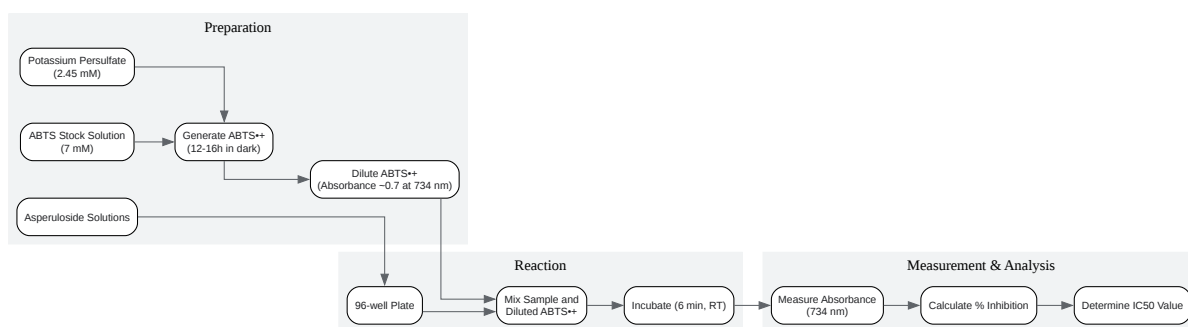 Preparation
Potassium Persulfate
(2.45 mM)
ABTS Stock Solution
(7 mM)
Generate ABTS•+
(12-16h in dark)
Dilute ABTS•+
(Absorbance ~0.7 at 734 nm)
Asperuloside Solutions
Reaction
96-well Plate
Mix Sample and
Diluted ABTS•+
Incubate (6 min, RT)
Measurement & Analysis
Measure Absorbance
(734 nm)
Calculate % Inhibition
Determine IC50 Value